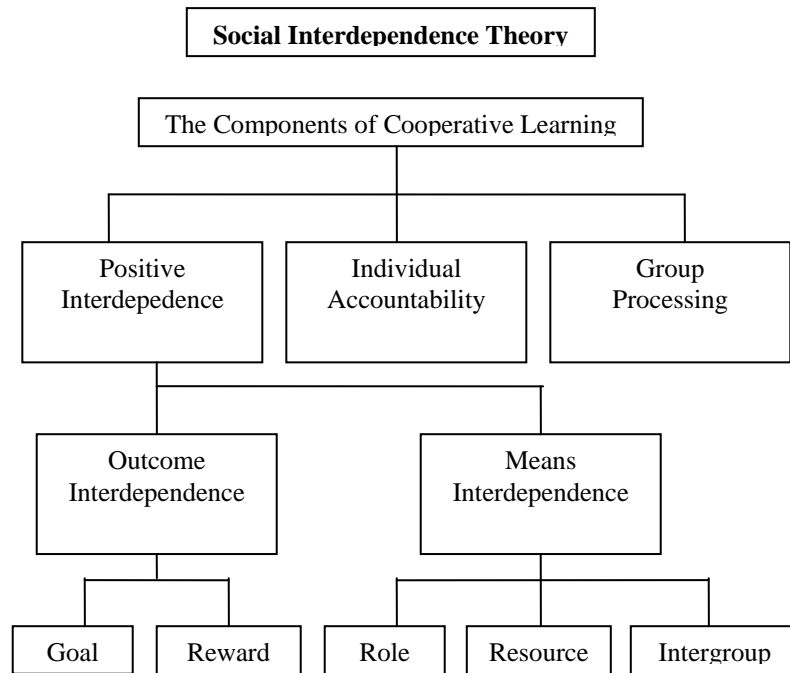 Social Interdependence Theory
The Components of Cooperative Learning
Positive
Interdepedence
Individual
Accountability
Group
Processing
Outcome
Interdependence
Means
Interdependence
Goal
Reward
Role
Resource
Intergroup